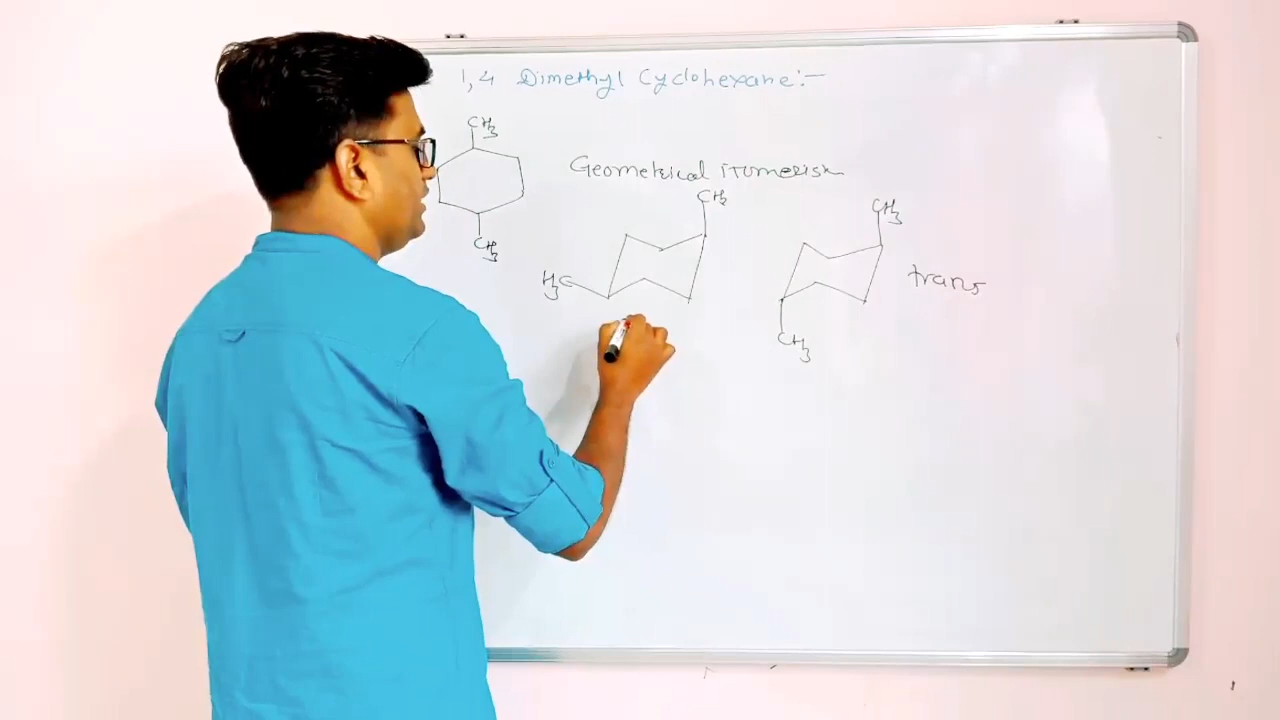 1,4 Dimethyl Cyclohexane:-
CH3
Geometrical isomerism
CH3
CH3
CH3
H3C
trans
CH3